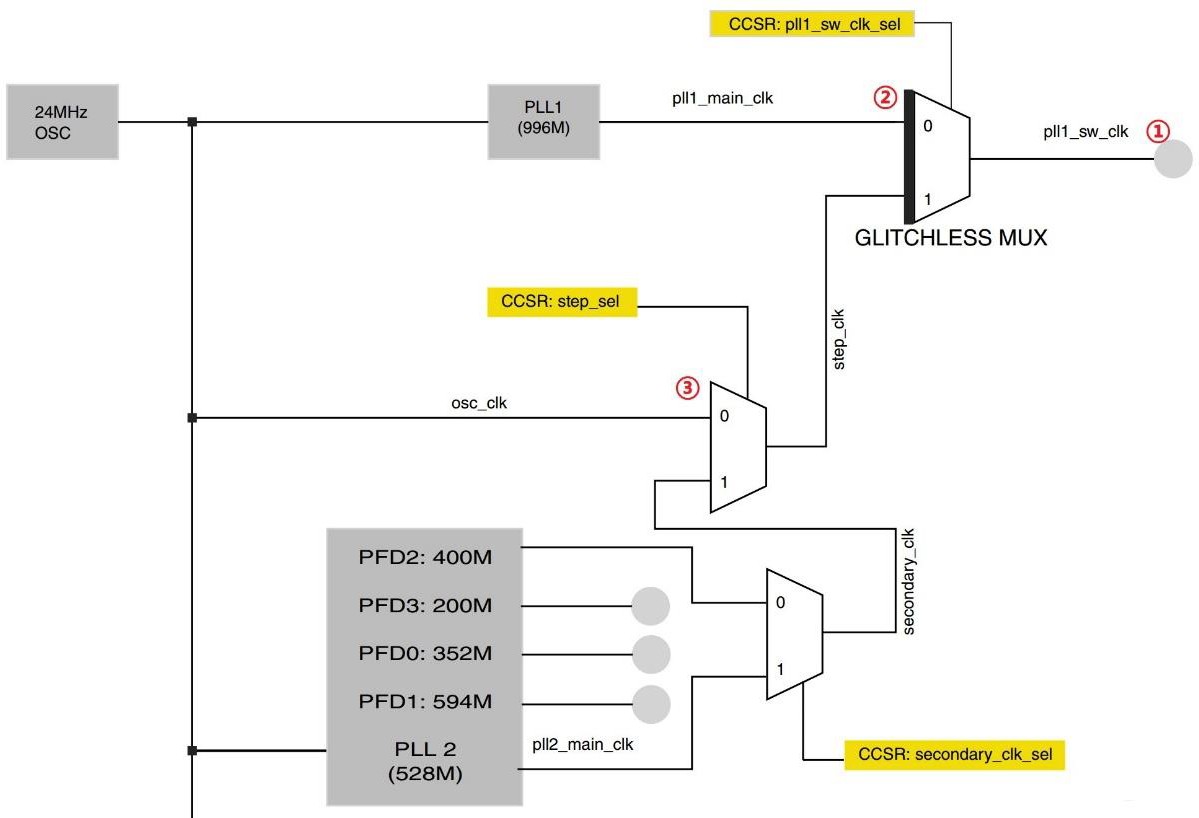 CCSR: pll1_sw_clk_sel
24MHz
OSC
PLL1
(996M)
pll1_main_clk
②
0
pll1_sw_clk
①
1
GLITCHLESS MUX
CCSR: step_sel
step_clk
③
osc_clk
0
1
secondary_clk
PFD2: 400M
PFD3: 200M
PFD0: 352M
PFD1: 594M
PLL 2
(528M)
pll2_main_clk
0
1
CCSR: secondary_clk_sel